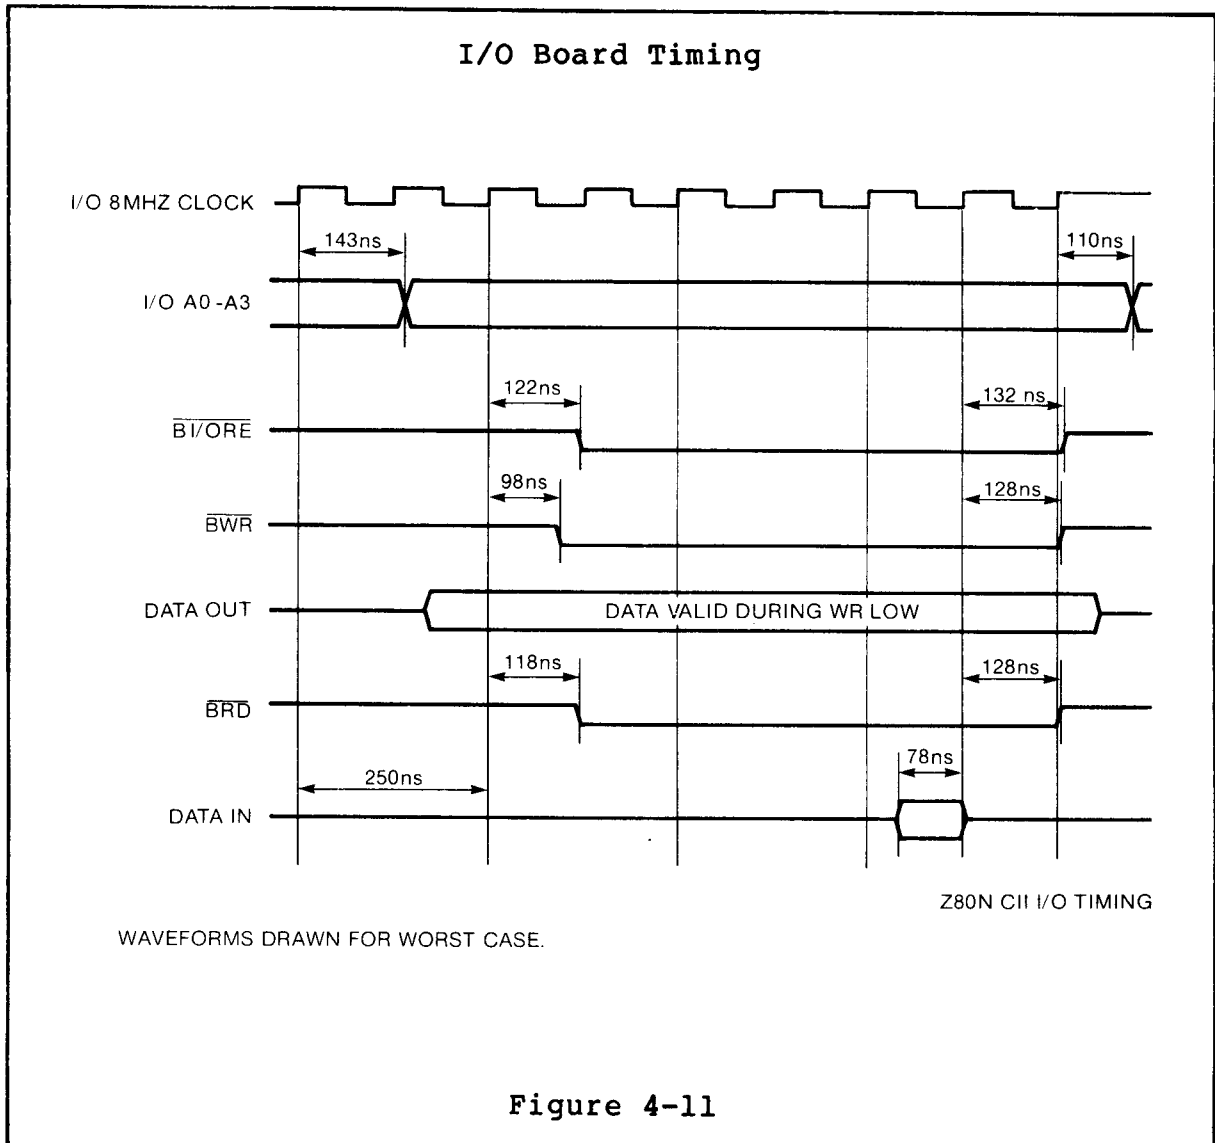 I/O Board Timing
I/O 8MHZ CLOCK
143ns
110ns
I/O A0-A3
122ns
132 ns
BI/ORE
98ns
128ns
BWR
DATA OUT
DATA VALID DURING WR LOW
118ns
128ns
BRD
78ns
250ns
DATA IN
Z80N CII I/O TIMING
WAVEFORMS DRAWN FOR WORST CASE.
Figure 4-11